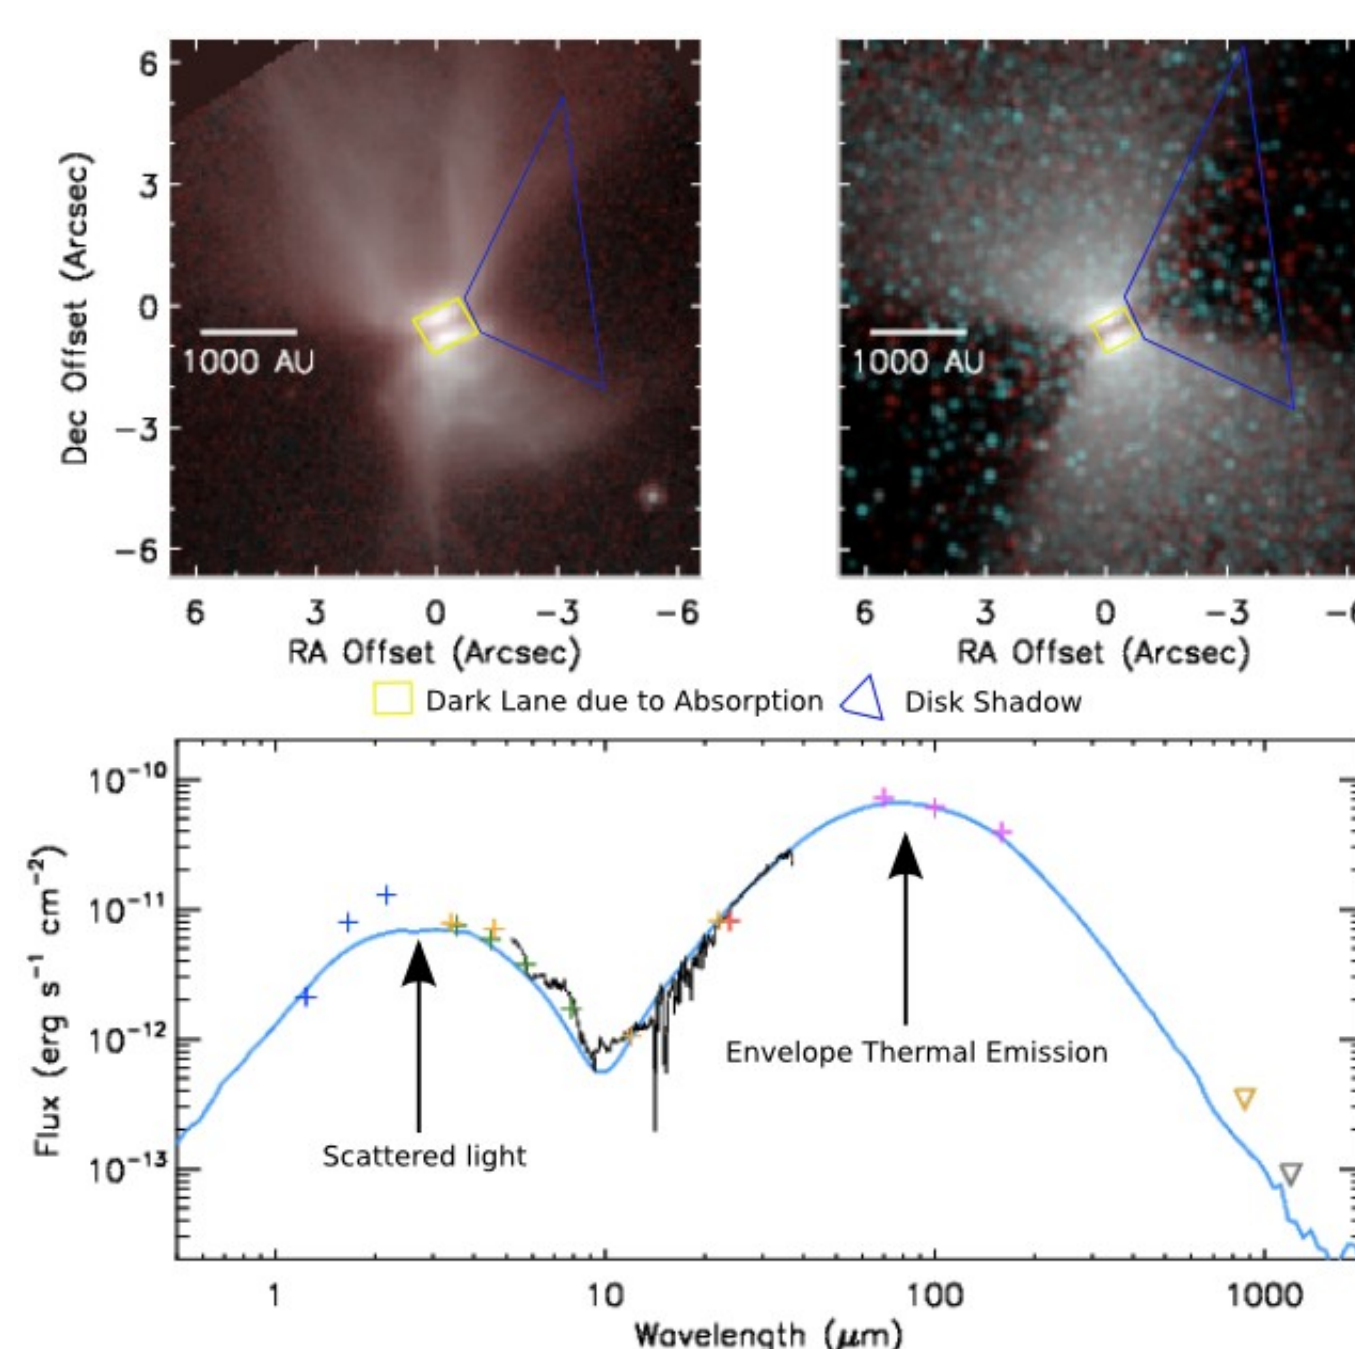 6
3
0
−3
−6
Dec Offset (Arcsec)
1000 AU
1000 AU
6 3 0 −3 −6
6 3 0 −3
RA Offset (Arcsec)
RA Offset (Arcsec)
Dark Lane due to Absorption
Disk Shadow
10−10
10−11
10−12
10−13
Flux (erg s−1 cm−2)
Scattered light
Envelope Thermal Emission
1 10 100 1000
Wavelength (μm)